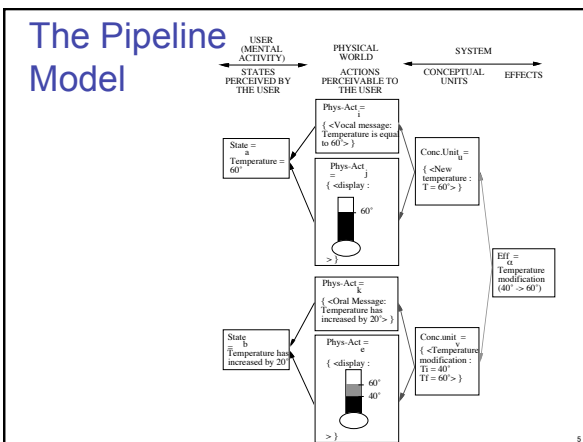 The Pipeline
Model
USER
(MENTAL
ACTIVITY)
PHYSICAL
WORLD
SYSTEM
STATES
PERCEIVED BY
THE USER
ACTIONS
PERCEIVABLE TO
THE USER
CONCEPTUAL
UNITS
EFFECTS
Phys-Act =
i
{ <Vocal message:
Temperature is equal
to 60˚> }
State =
a
Temperature =
60˚
Phys-Act
= j
{ <display :
60˚
> }
Conc.Unit =
u
{ <New
temperature :
T = 60˚> }
Eff =
α
Temperature
modification
(40˚ -> 60˚)
Phys-Act =
k
{ <Oral Message:
Temperature has
increased by 20˚> }
State
= b
Temperature has
increased by 20˚
Phys-Act
= e
{ <display :
60˚
40˚
> }
Conc.unit =
v
{ <Temperature
modification :
Ti = 40˚
Tf = 60˚> }
5